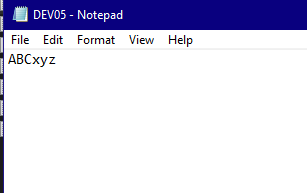 DEV05 - Notepad
File Edit Format View Help
ABCxyz